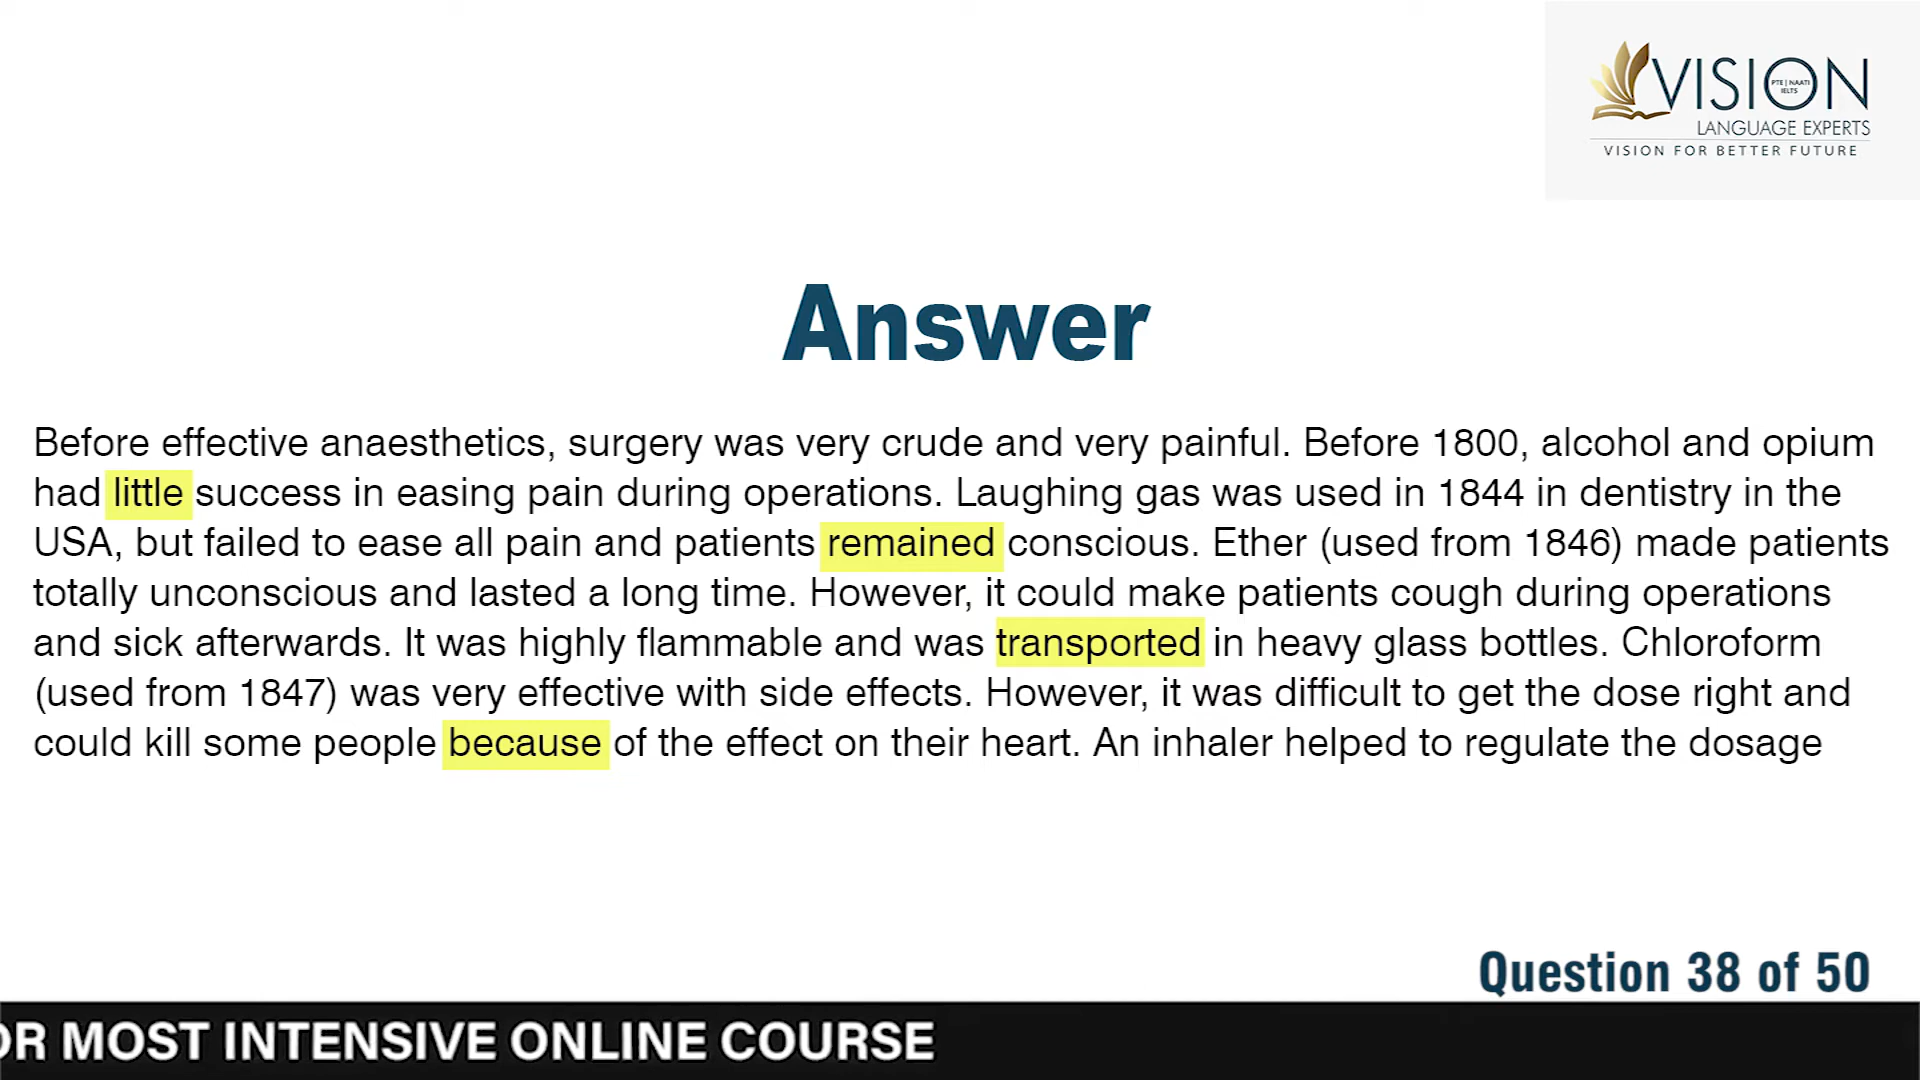 VISION
PTE | NAATI
IELTS
LANGUAGE EXPERTS
VISION FOR BETTER FUTURE
Answer
Before effective anaesthetics, surgery was very crude and very painful. Before 1800, alcohol and opium
had little success in easing pain during operations. Laughing gas was used in 1844 in dentistry in the
USA, but failed to ease all pain and patients remained conscious. Ether (used from 1846) made patients
totally unconscious and lasted a long time. However, it could make patients cough during operations
and sick afterwards. It was highly flammable and was transported in heavy glass bottles. Chloroform
(used from 1847) was very effective with side effects. However, it was difficult to get the dose right and
could kill some people because of the effect on their heart. An inhaler helped to regulate the dosage
Question 38 of 50
OR MOST INTENSIVE ONLINE COURSE